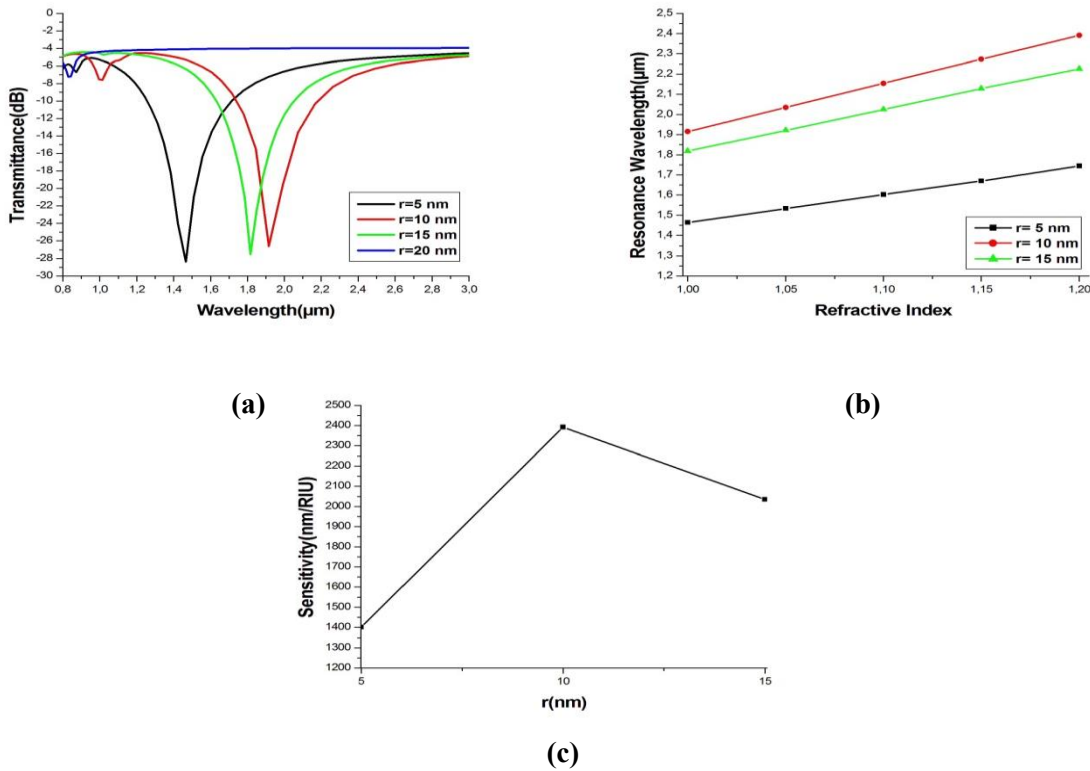 0
-2
-4
-6
-8
-10
-12
-14
-16
-18
-20
-22
-24
-26
-28
-30
Transmittance(dB)
0,8 1,0 1,2 1,4 1,6 1,8 2,0 2,2 2,4 2,6 2,8 3,0
Wavelength(µm)
r=5 nm
r=10 nm
r=15 nm
r=20 nm
(a)
2,5
2,4
2,3
2,2
2,1
2,0
1,9
1,8
1,7
1,6
1,5
1,4
1,3
1,2
Resonance Wavelength(µm)
1,00 1,05 1,10 1,15 1,20
Refractive Index
r= 5 nm
r= 10 nm
r= 15 nm
(b)
2500
2400
2300
2200
2100
2000
1900
1800
1700
1600
1500
1400
1300
1200
Sensitivity(nm/RIU)
5 10 15
r(nm)
(c)